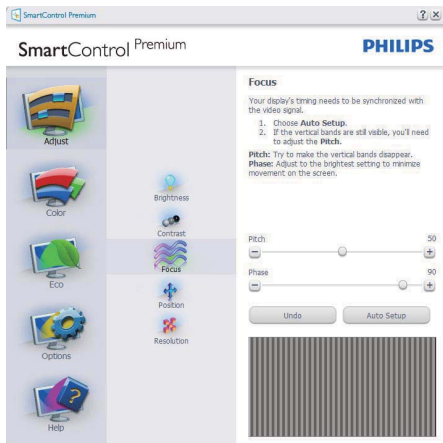 SmartControl Premium
? ×
SmartControl Premium
PHILIPS
Adjust
Color
Eco
Options
Help
Brightness
Contrast
Focus
Position
Resolution
Focus
Your display's timing needs to be synchronized with
the video signal.
1. Choose Auto Setup.
2. If the vertical bands are still visible, you'll need
to adjust the Pitch.
Pitch: Try to make the vertical bands disappear.
Phase: Adjust to the brightest setting to minimize
movement on the screen.
Pitch 50
Phase 90
Undo Auto Setup